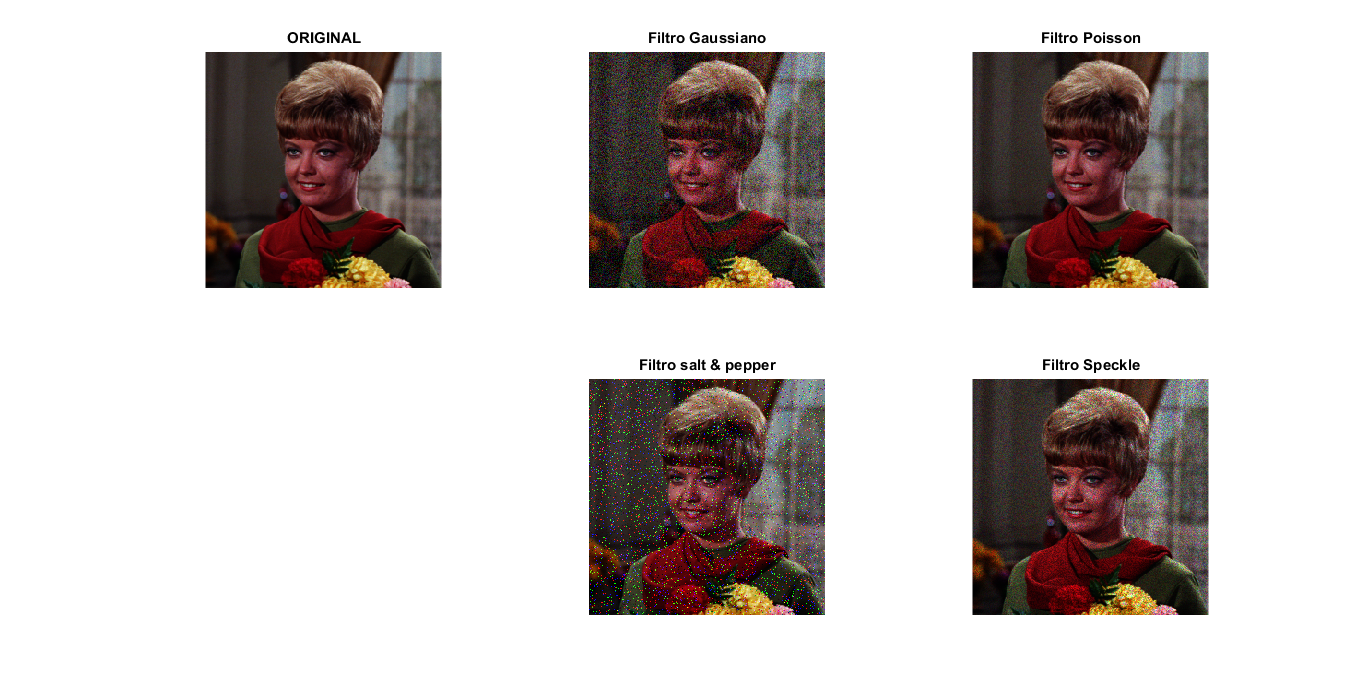 ORIGINAL
Filtro Gaussiano
Filtro Poisson
Filtro salt & pepper
Filtro Speckle